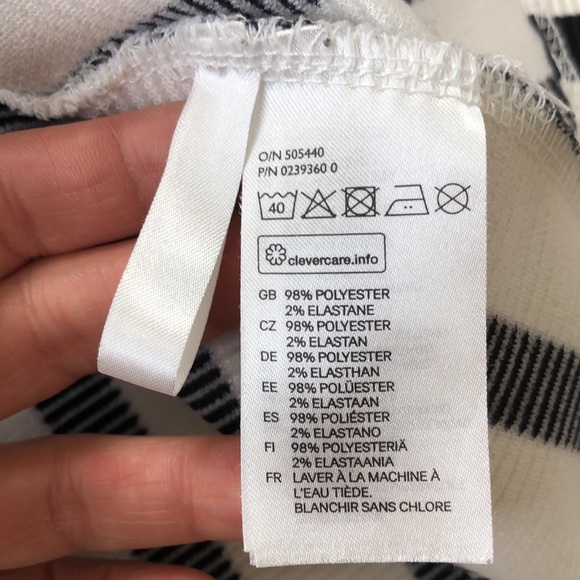 O/N 505440
P/N 0239360 0
40
clevercare.info
GB 98% POLYESTER
2% ELASTANE
CZ 98% POLYESTER
2% ELASTAN
DE 98% POLYESTER
2% ELASTHAN
EE 98% POLÜESTER
2% ELASTAAN
ES 98% POLIÉSTER
2% ELASTANO
FI 98% POLYESTERIÄ
2% ELASTAANIA
FR LAVER À LA MACHINE À
L'EAU TIÈDE.
BLANCHIR SANS CHLORE